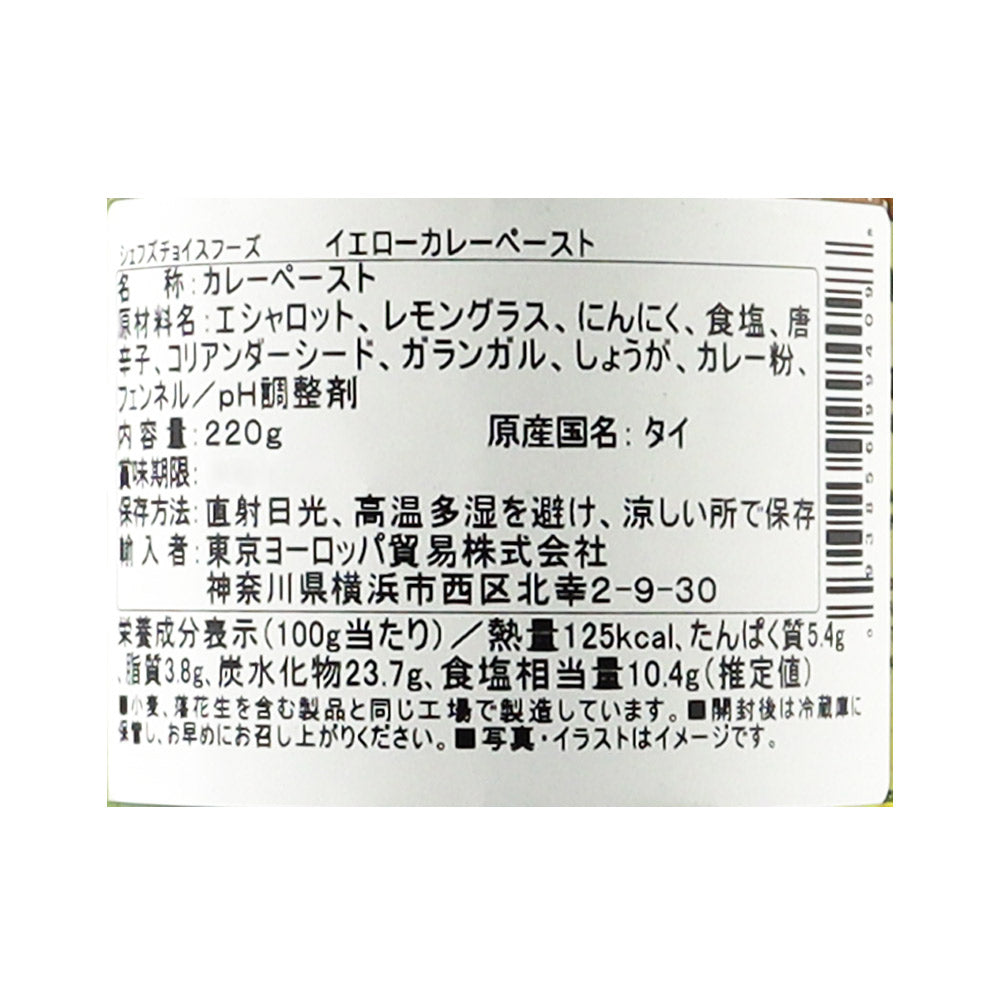 シェフズチョイスフーズ　イエローカレーペースト
名　称：カレーペースト
原材料名：エシャロット、レモングラス、にんにく、食塩、唐
辛子、コリアンダーシード、ガランガル、しょうが、カレー粉、
フェンネル／pH調整剤
内容量：220g　原産国名：タイ
賞味期限：
保存方法：直射日光、高温多湿を避け、涼しい所で保存
輸入者：東京ヨーロッパ貿易株式会社
神奈川県横浜市西区北幸2-9-30
栄養成分表示(100g当たり)／熱量125kcal、たんぱく質5.4g
、脂質3.8g、炭水化物23.7g、食塩相当量10.4g(推定値)
■小麦、落花生を含む製品と同じ工場で製造しています。■開封後は冷蔵庫に
保管し、お早めにお召し上がりください。■写真・イラストはイメージです。